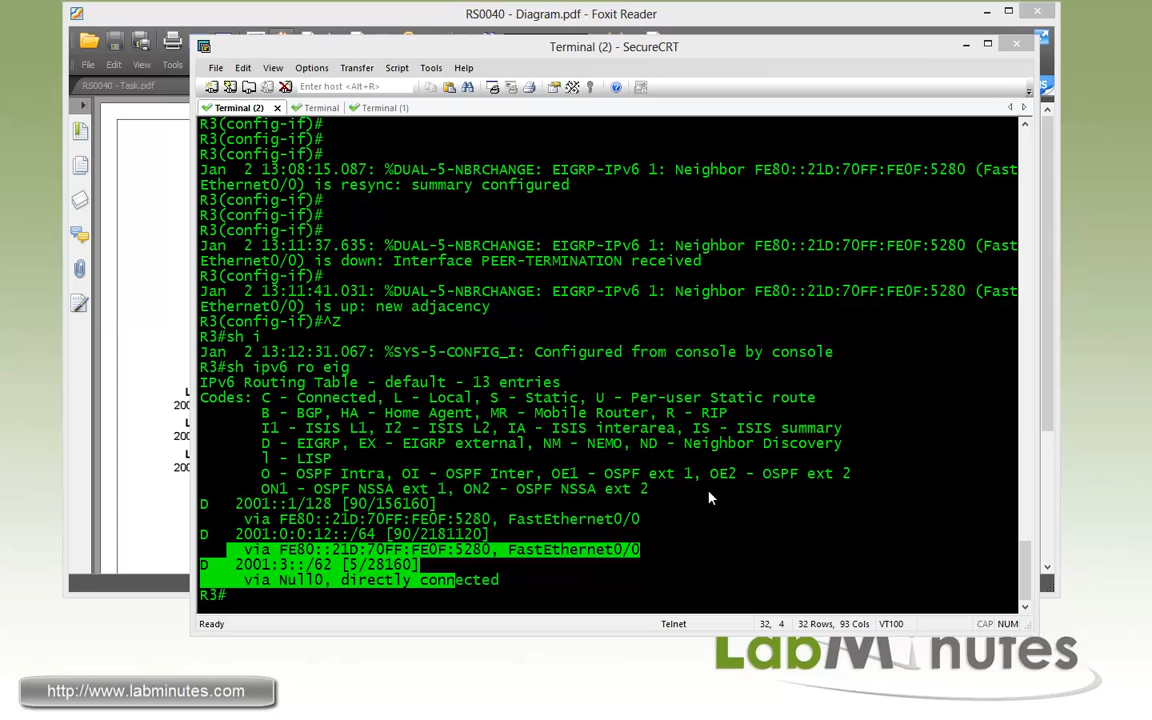 RS0040 - Diagram.pdf - Foxit Reader
File Edit View Tools
RS0040 - Task.pdf
Terminal (2) - SecureCRT
File Edit View Options Transfer Script Tools Help
Enter host <Alt+R>
Terminal (2) Terminal Terminal (1)
R3(config-if)#
R3(config-if)#
R3(config-if)#
Jan  2 13:08:15.087: %DUAL-5-NBRCHANGE: EIGRP-IPv6 1: Neighbor FE80::21D:70FF:FE0F:5280 (Fast
Ethernet0/0) is resync: summary configured
R3(config-if)#
R3(config-if)#
R3(config-if)#
Jan  2 13:11:37.635: %DUAL-5-NBRCHANGE: EIGRP-IPv6 1: Neighbor FE80::21D:70FF:FE0F:5280 (Fast
Ethernet0/0) is down: Interface PEER-TERMINATION received
R3(config-if)#
Jan  2 13:11:41.031: %DUAL-5-NBRCHANGE: EIGRP-IPv6 1: Neighbor FE80::21D:70FF:FE0F:5280 (Fast
Ethernet0/0) is up: new adjacency
R3(config-if)#^Z
R3#sh i
Jan  2 13:12:31.067: %SYS-5-CONFIG_I: Configured from console by console
R3#sh ipv6 ro eig
IPv6 Routing Table - default - 13 entries
Codes: C - Connected, L - Local, S - Static, U - Per-user Static route
B - BGP, HA - Home Agent, MR - Mobile Router, R - RIP
I1 - ISIS L1, I2 - ISIS L2, IA - ISIS interarea, IS - ISIS summary
D - EIGRP, EX - EIGRP external, NM - NEMO, ND - Neighbor Discovery
l - LISP
O - OSPF Intra, OI - OSPF Inter, OE1 - OSPF ext 1, OE2 - OSPF ext 2
ON1 - OSPF NSSA ext 1, ON2 - OSPF NSSA ext 2
D   2001::1/128 [90/156160]
via FE80::21D:70FF:FE0F:5280, FastEthernet0/0
D   2001:0:0:12::/64 [90/2181120]
via FE80::21D:70FF:FE0F:5280, FastEthernet0/0
D   2001:3::/62 [5/28160]
via Null0, directly connected
R3#
L
200
L
200
L
200
Ready Telnet 32, 4 32 Rows, 93 Cols VT100 CAP NUM
LabMinutes
http://www.labminutes.com